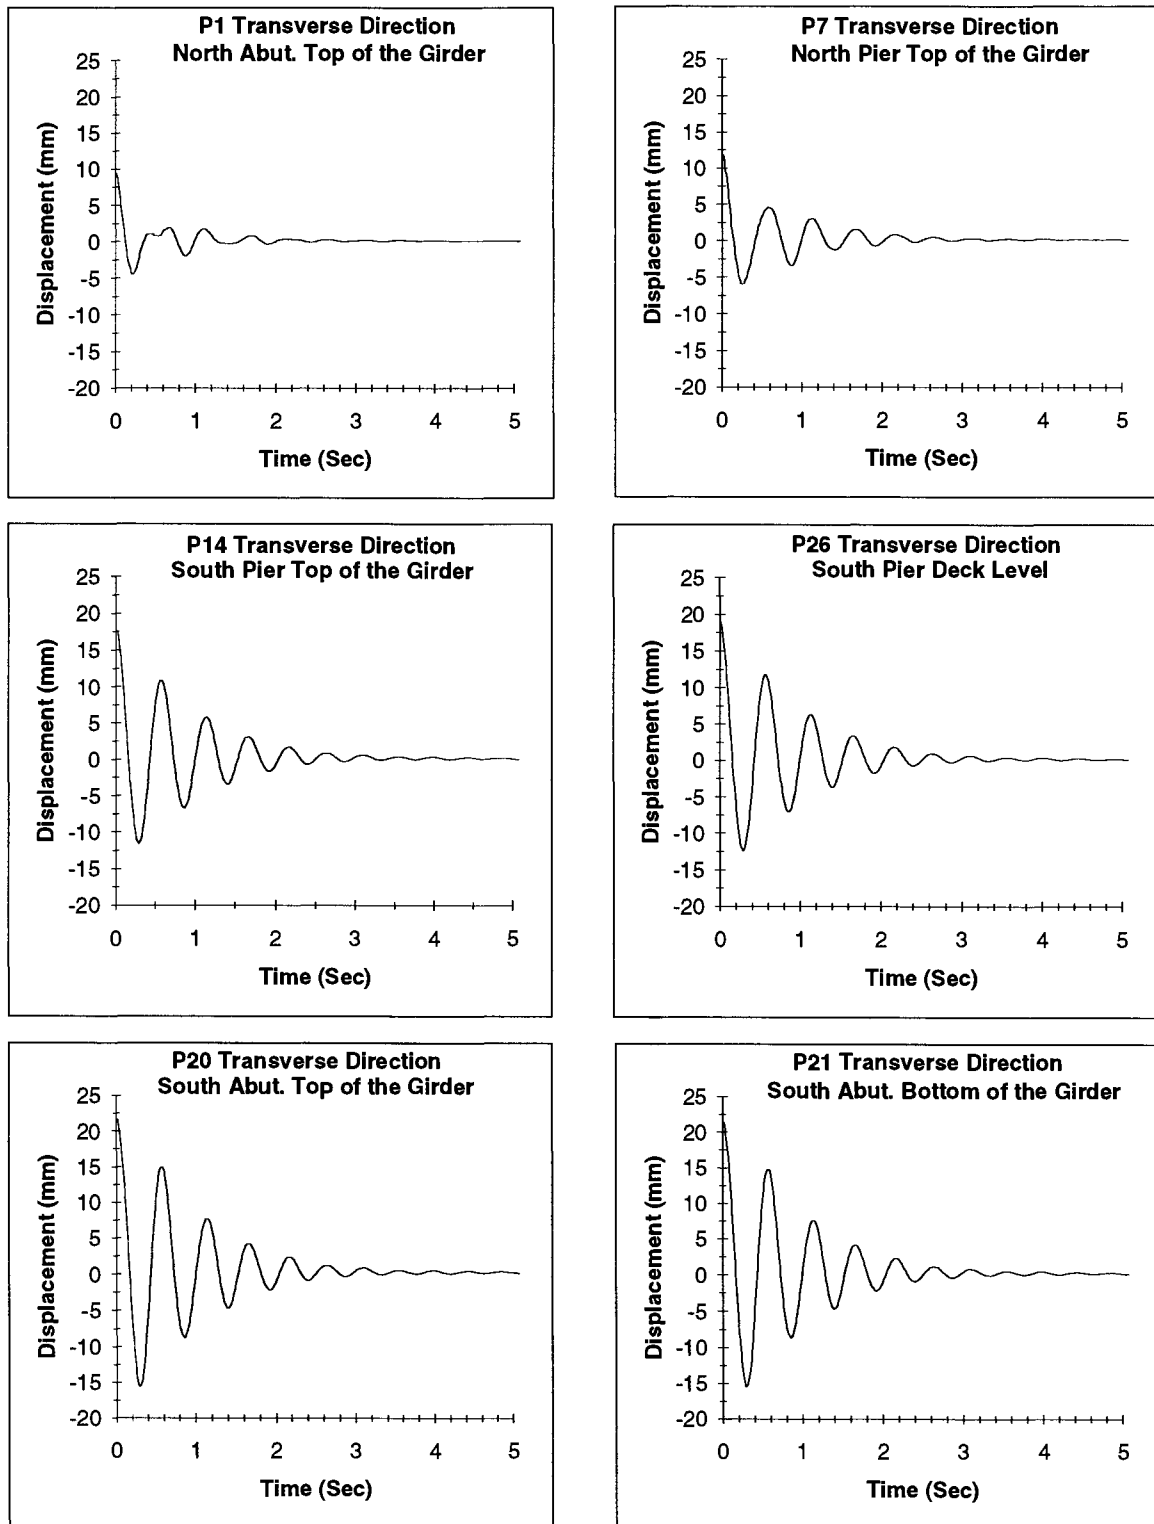 P1 Transverse Direction
North Abut. Top of the Girder
25
20
15
10
5
0
-5
-10
-15
-20
Displacement (mm)
0 1 2 3 4 5
Time (Sec)
P7 Transverse Direction
North Pier Top of the Girder
25
20
15
10
5
0
-5
-10
-15
-20
Displacement (mm)
0 1 2 3 4 5
Time (Sec)
P14 Transverse Direction
South Pier Top of the Girder
25
20
15
10
5
0
-5
-10
-15
-20
Displacement (mm)
0 1 2 3 4 5
Time (Sec)
P26 Transverse Direction
South Pier Deck Level
25
20
15
10
5
0
-5
-10
-15
-20
Displacement (mm)
0 1 2 3 4 5
Time (Sec)
P20 Transverse Direction
South Abut. Top of the Girder
25
20
15
10
5
0
-5
-10
-15
-20
Displacement (mm)
0 1 2 3 4 5
Time (Sec)
P21 Transverse Direction
South Abut. Bottom of the Girder
25
20
15
10
5
0
-5
-10
-15
-20
Displacement (mm)
0 1 2 3 4 5
Time (Sec)